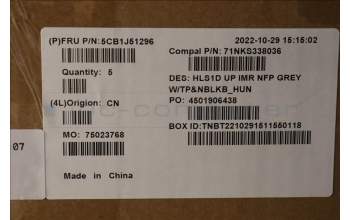 (P)FRU P/N:5CB1J51296
2022-10-29 15:15:02
Compal P/N:71NKS338036
Quantity: 5
DES: HLS1D UP IMR NFP GREY
W/TP&NBLKB_HUN
(4L)Origion: CN
PO: 4501906438
MO: 75023768
BOX ID:TNBT2210291511550118
Made in China
07